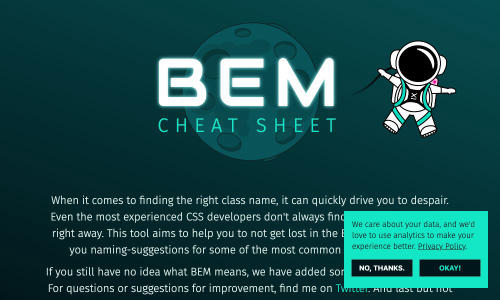 BEM
CHEAT SHEET
When it comes to finding the right class name, it can quickly drive you to despair.
Even the most experienced CSS developers don't always find
right away. This tool aims to help you to not get lost in the
you naming-suggestions for some of the most common
If you still have no idea what BEM means, we have added
For questions or suggestions for improvement, find me on Twitter. And last but not
We care about your data, and we'd
love to use analytics to make your
experience better. Privacy Policy.
NO, THANKS.
OKAY!